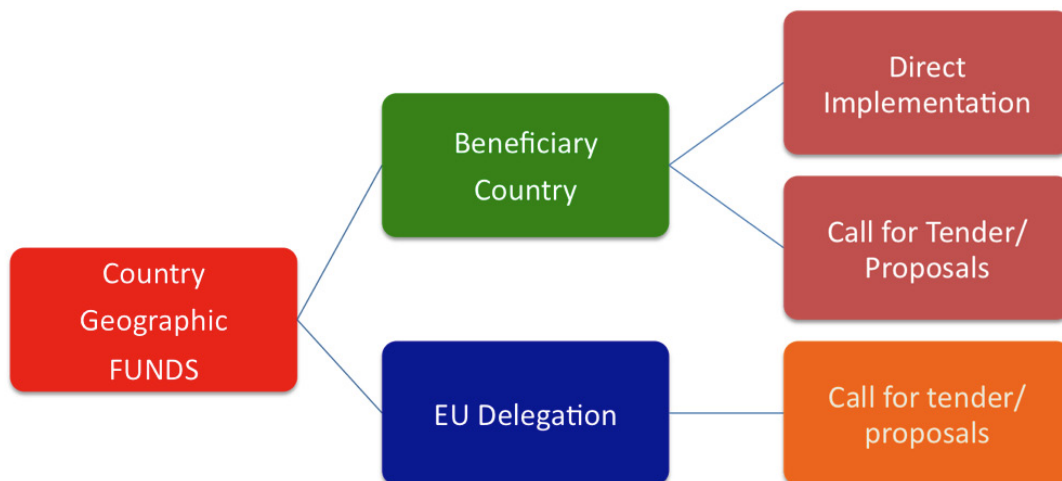 Direct
Implementation
Beneficiary
Country
Call for Tender/
Proposals
Country
Geographic
FUNDS
EU Delegation
Call for tender/
proposals